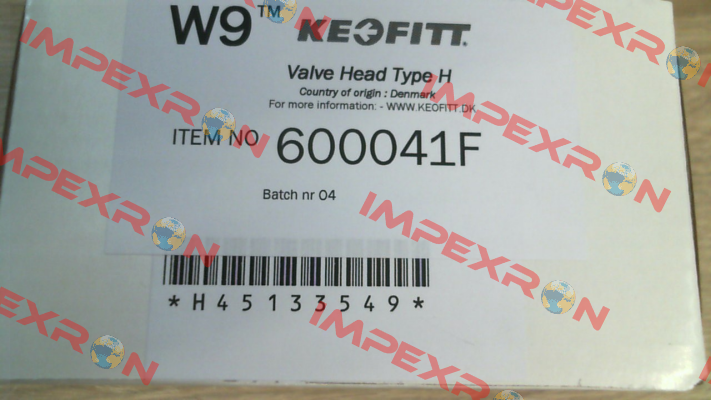 W9™ KEOFITT.
Valve Head Type H
Country of origin : Denmark
For more information: - WWW.KEOFITT.DK
ITEM NO 600041F
Batch nr 04
*H45133549*
IMPEXRON
IMPEXRON
IMPEXRON
IMPEXRON
IMPEXRON
IMPEXRON